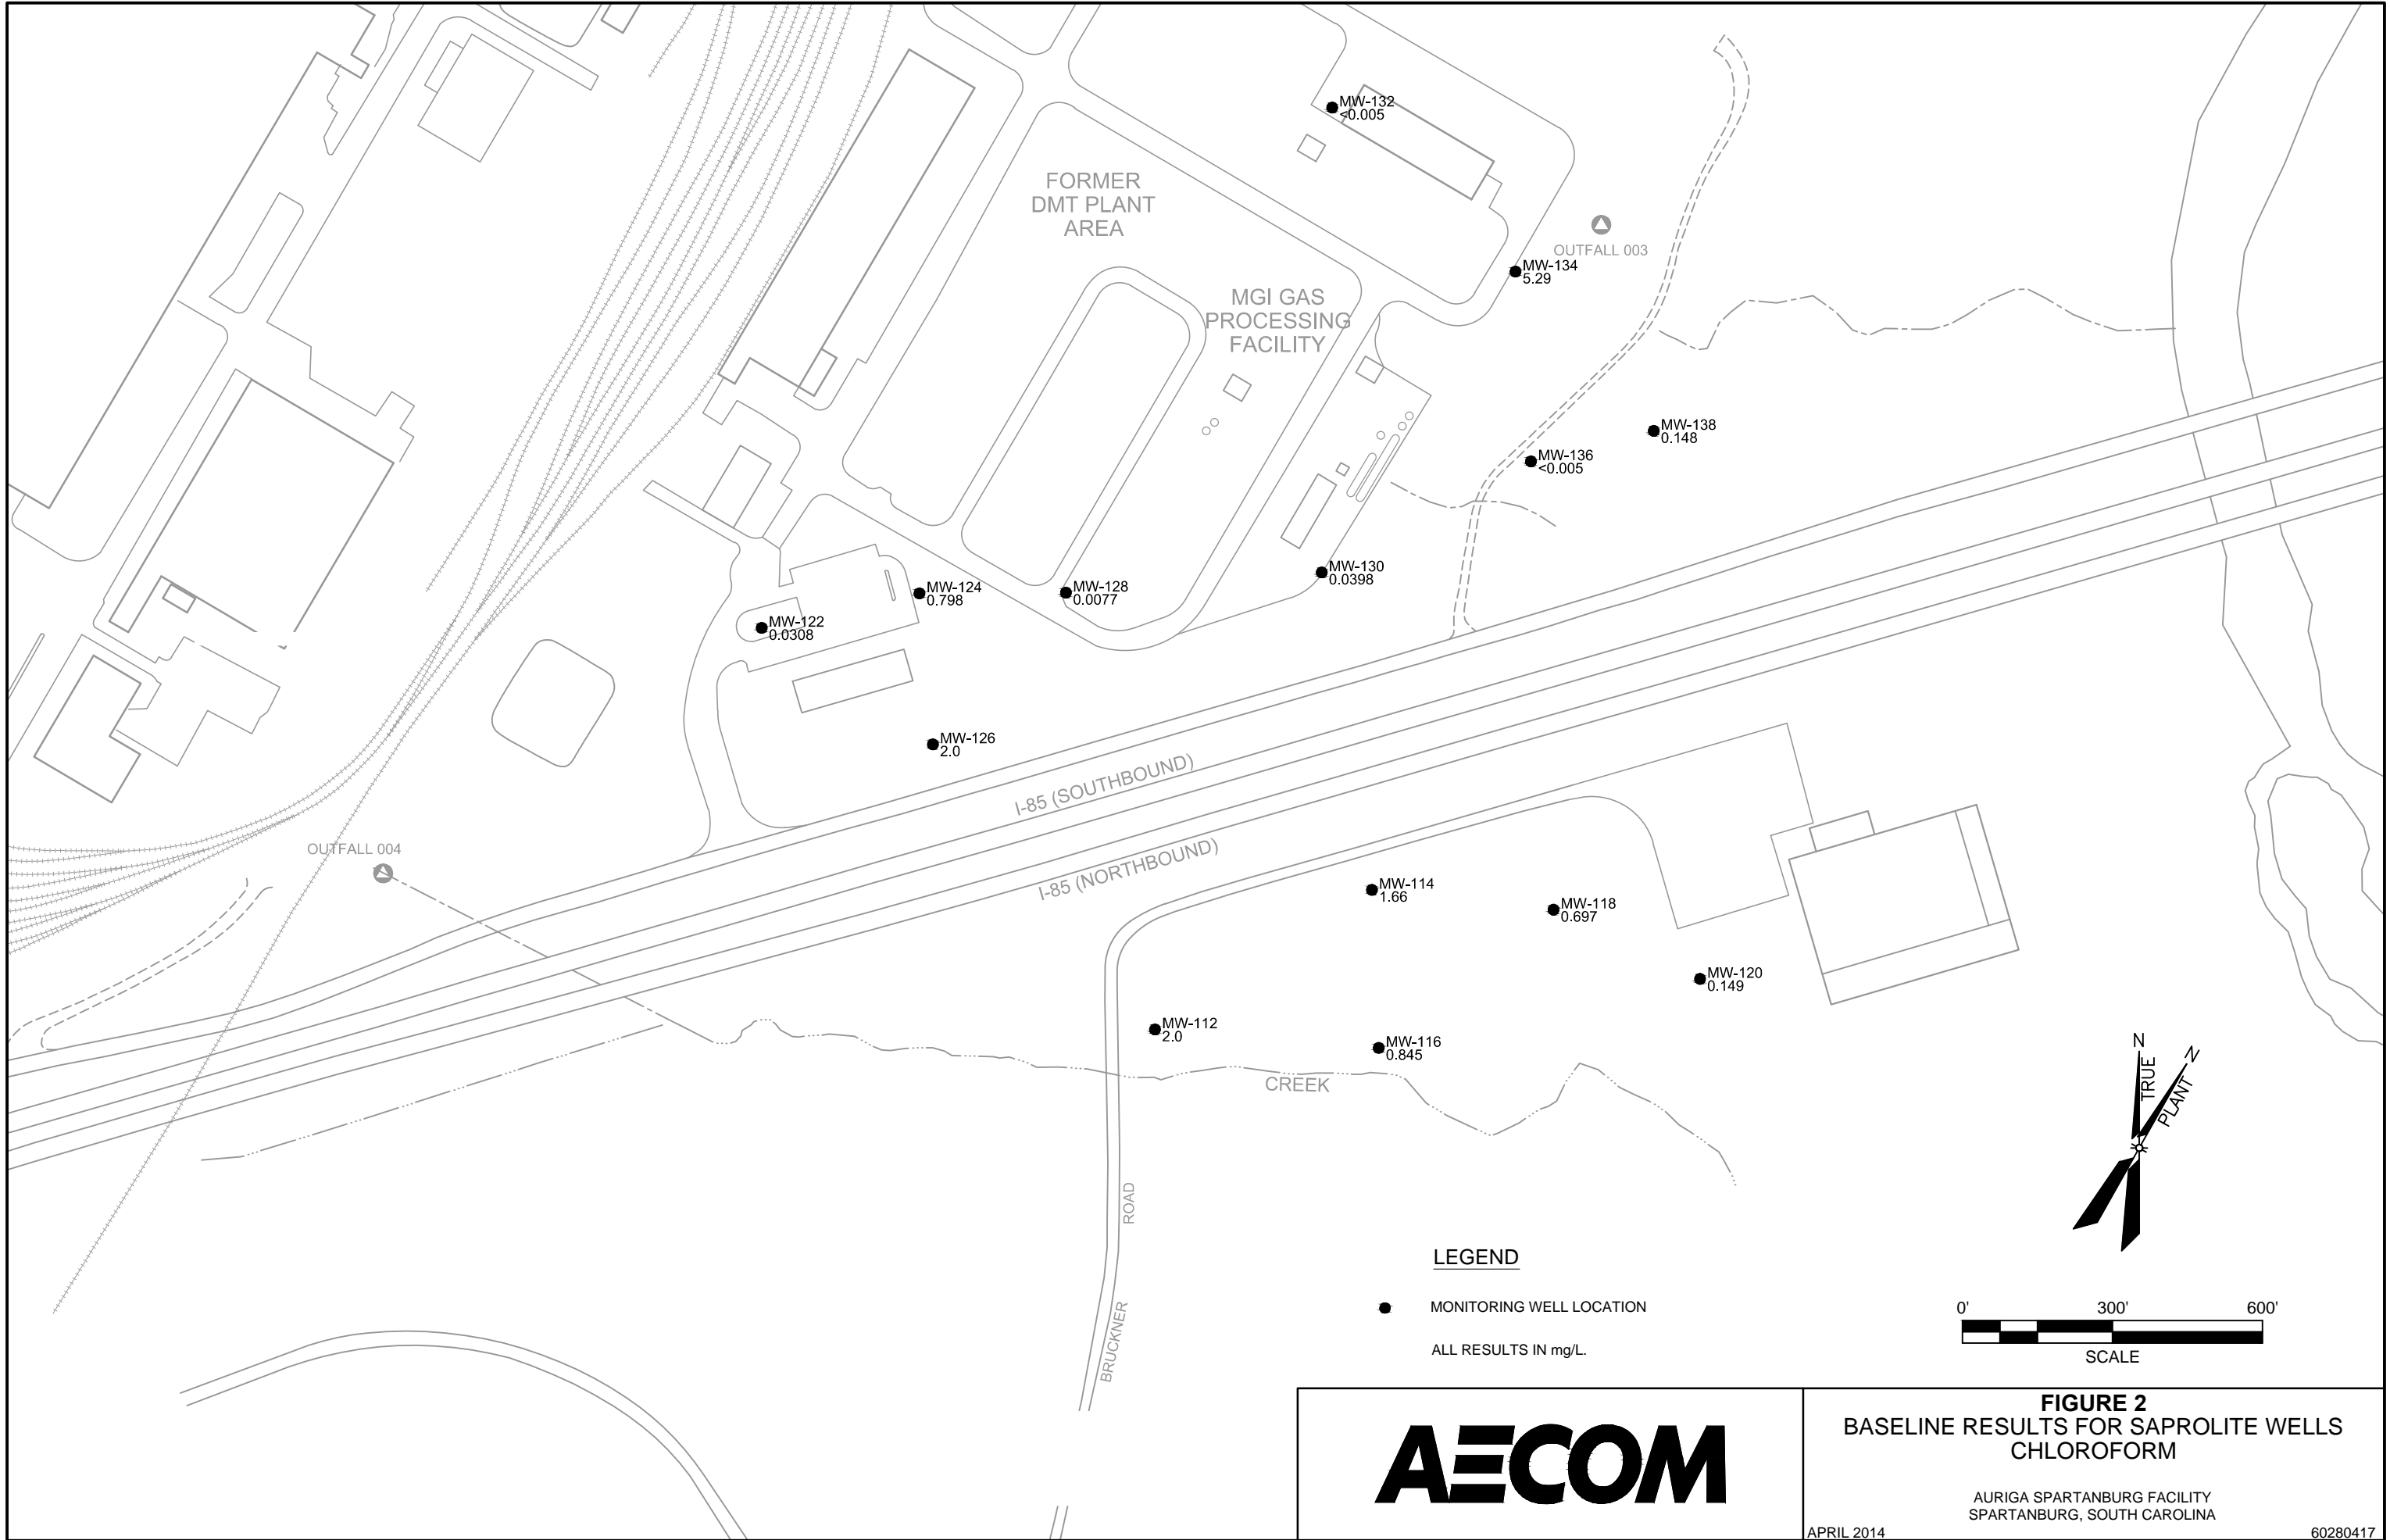 MW-132
<0.005
FORMER
DMT PLANT
AREA
OUTFALL 003
MW-134
5.29
MGI GAS
PROCESSING
FACILITY
MW-138
0.148
MW-136
<0.005
MW-130
0.0398
MW-124
0.798
MW-128
0.0077
MW-122
0.0308
MW-126
2.0
I-85 (SOUTHBOUND)
I-85 (NORTHBOUND)
OUTFALL 004
MW-114
1.66
MW-118
0.697
MW-120
0.149
MW-112
2.0
MW-116
0.845
CREEK
BRUCKNER ROAD
N
TRUE
N
PLANT
LEGEND
MONITORING WELL LOCATION
ALL RESULTS IN mg/L.
0' 300' 600'
SCALE
AECOM
FIGURE 2
BASELINE RESULTS FOR SAPROLITE WELLS
CHLOROFORM
AURIGA SPARTANBURG FACILITY
SPARTANBURG, SOUTH CAROLINA
APRIL 2014 60280417